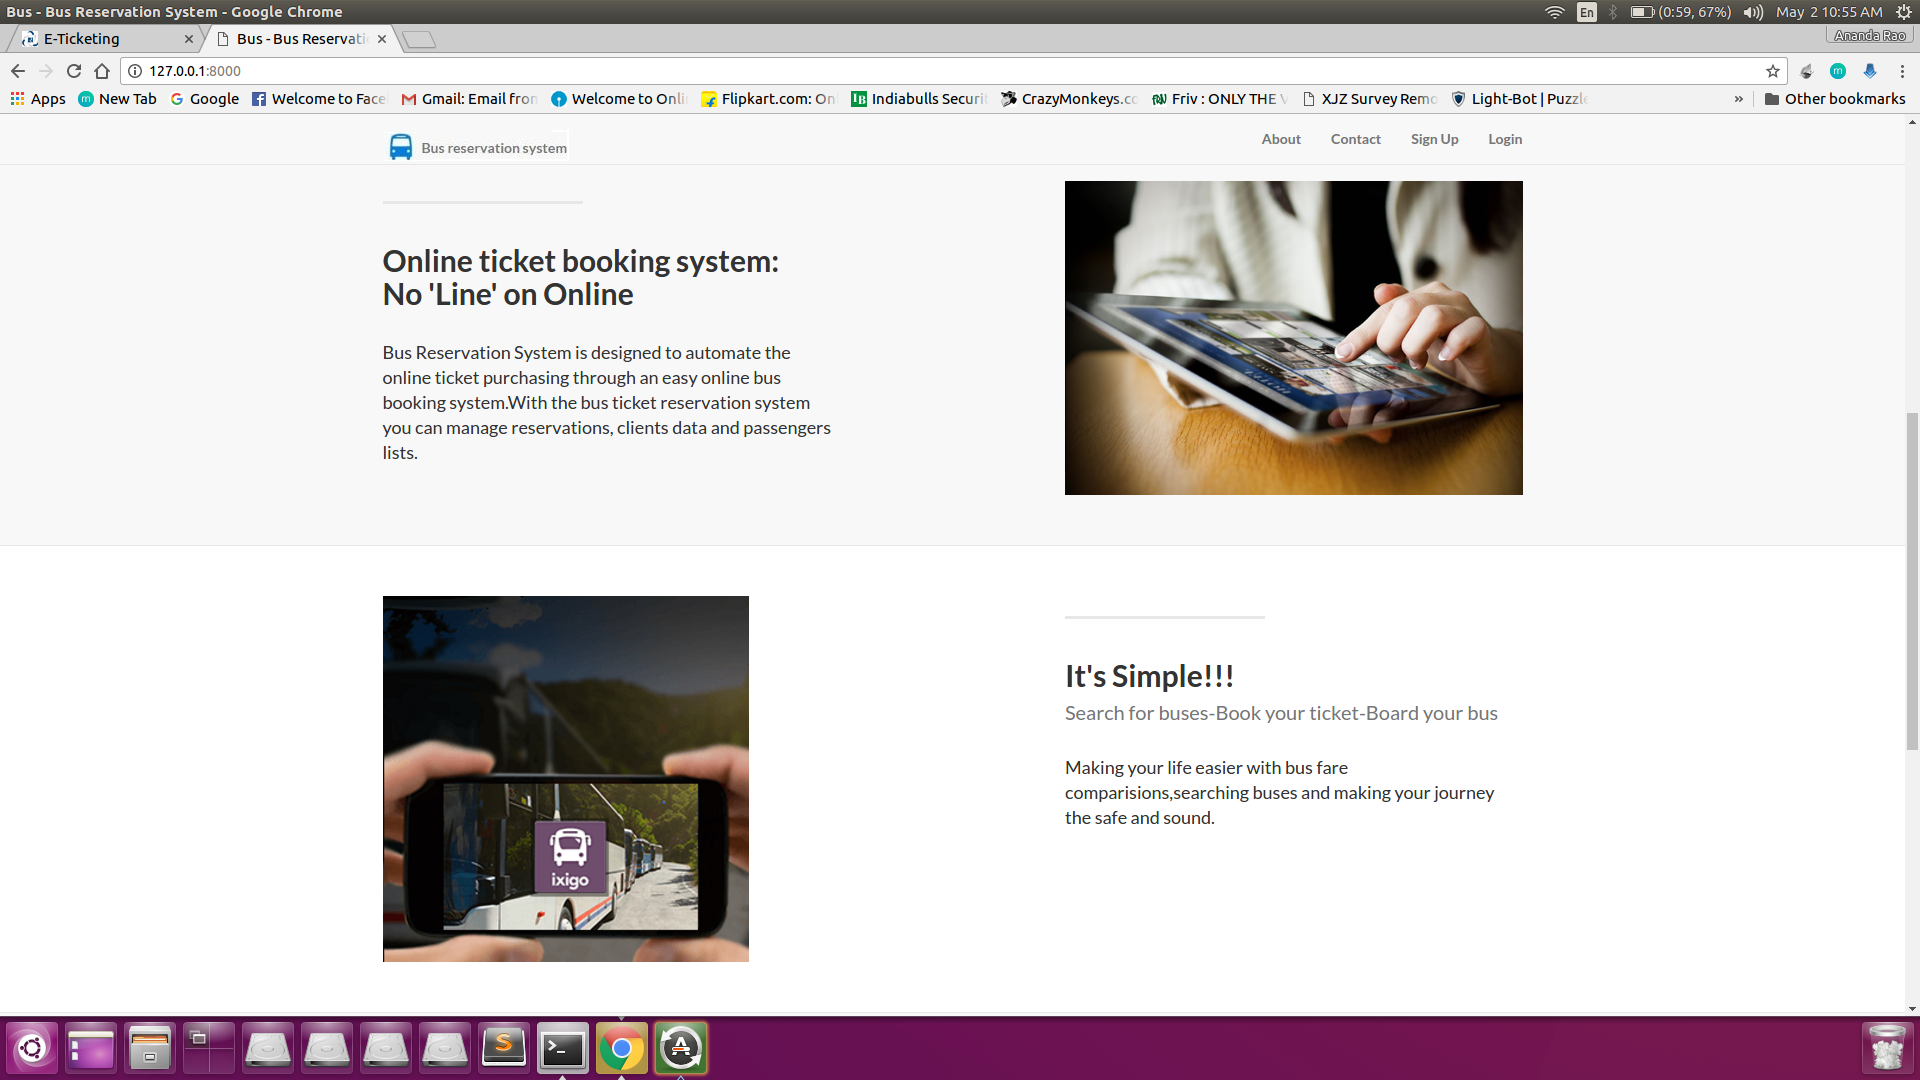 Bus - Bus Reservation System - Google Chrome
En
(0:59, 67%)
May 2 10:55 AM
E-Ticketing
Bus - Bus Reservati
Ananda Rao
127.0.0.1:8000
Apps
New Tab
Google
Welcome to Face
Gmail: Email fron
Welcome to Onli
Flipkart.com: Onl
Indiabulls Securit
CrazyMonkeys.co
Friv : ONLY THE
XJZ Survey Remo
Light-Bot | Puzzle
»
Other bookmarks
Bus reservation system
About
Contact
Sign Up
Login
Online ticket booking system:
No 'Line' on Online
Bus Reservation System is designed to automate the
online ticket purchasing through an easy online bus
booking system.With the bus ticket reservation system
you can manage reservations, clients data and passengers
lists.
ixigo
It's Simple!!!
Search for buses-Book your ticket-Board your bus
Making your life easier with bus fare
comparisions,searching buses and making your journey
the safe and sound.